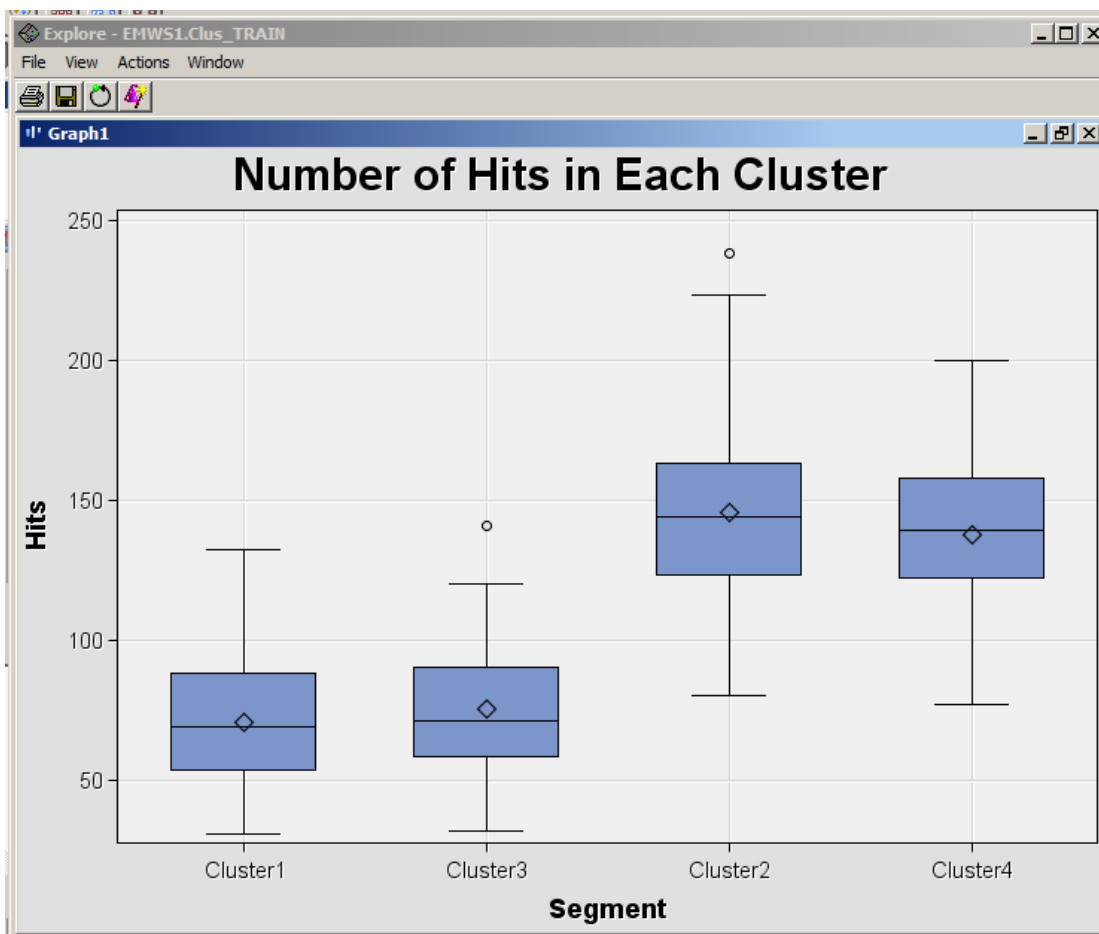 Explore - EMWS1.Clus_TRAIN
File View Actions Window
Graph1
Number of Hits in Each Cluster
250
200
150
100
50
Hits
Cluster1 Cluster3 Cluster2 Cluster4
Segment